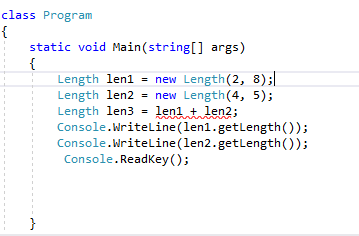 class Program
{
static void Main(string[] args)
{
Length len1 = new Length(2, 8);
Length len2 = new Length(4, 5);
Length len3 = len1 + len2;
Console.WriteLine(len1.getLength());
Console.WriteLine(len2.getLength());
Console.ReadKey();
}